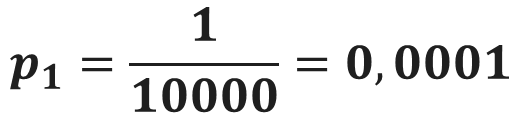 p₁ = 1/10000 = 0,0001